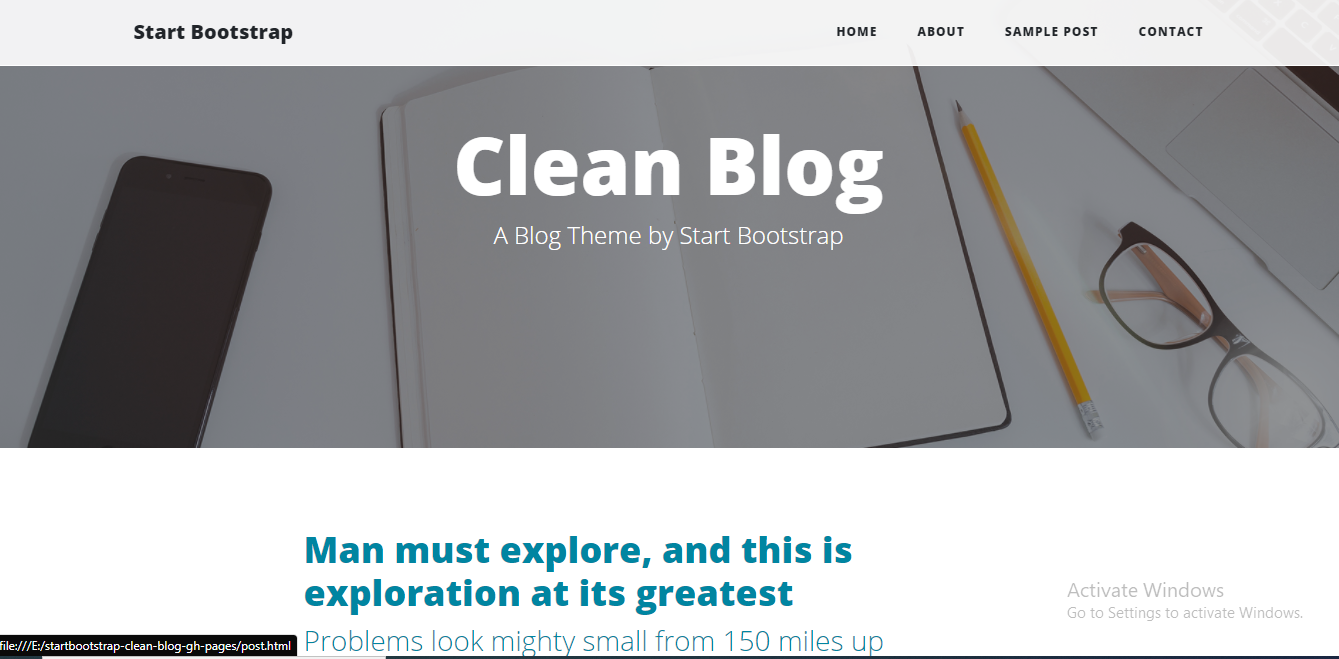 Start Bootstrap
HOME ABOUT SAMPLE POST CONTACT
Clean Blog
A Blog Theme by Start Bootstrap
Man must explore, and this is
exploration at its greatest
Problems look mighty small from 150 miles up
Activate Windows
Go to Settings to activate Windows.
file:///E:/startbootstrap-clean-blog-gh-pages/post.html